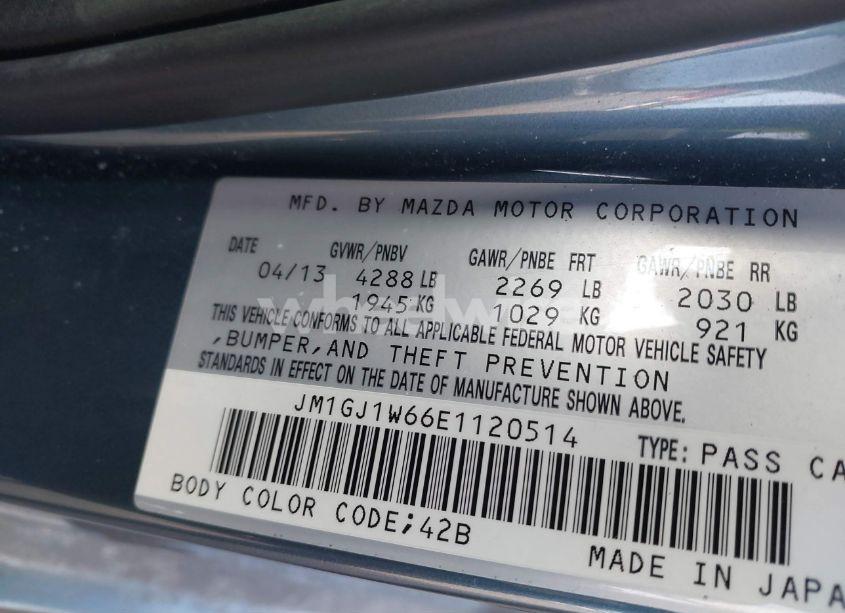 MFD. BY MAZDA MOTOR CORPORATION
DATE GVWR/PNBV GAWR/PNBE FRT GAWR/PNBE RR
04/13 4288 LB 2269 LB 2030 LB
1945 KG 1029 KG 921 KG
THIS VEHICLE CONFORMS TO ALL APPLICABLE FEDERAL MOTOR VEHICLE SAFETY
,BUMPER,AND THEFT PREVENTION
STANDARDS IN EFFECT ON THE DATE OF MANUFACTURE SHOWN ABOVE.
JM1GJ1W66E1120514 TYPE: PASS CA
BODY COLOR CODE;42B
MADE IN JAPA